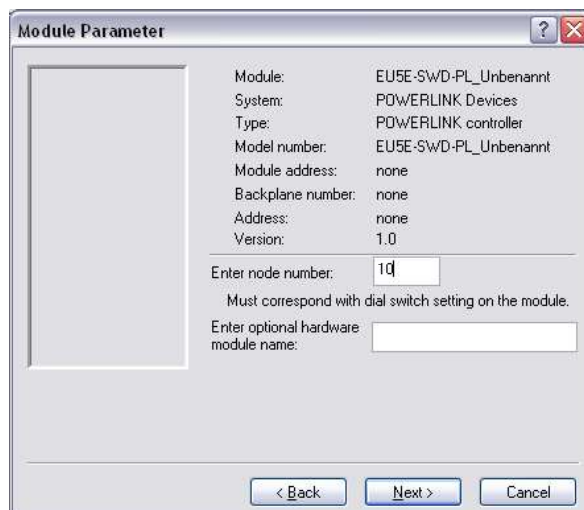 Module Parameter
Module: EU5E-SWD-PL_Unbenannt
System: POWERLINK Devices
Type: POWERLINK controller
Model number: EU5E-SWD-PL_Unbenannt
Module address: none
Backplane number: none
Address: none
Version: 1.0
Enter node number: 10
Must correspond with dial switch setting on the module.
Enter optional hardware
module name:
< Back Next > Cancel